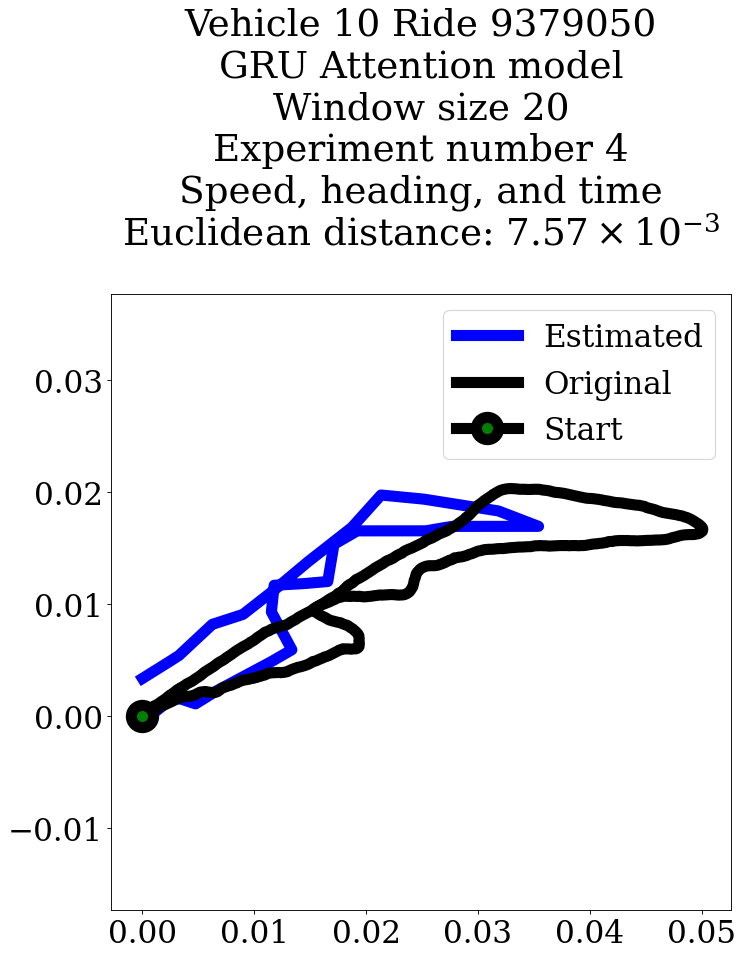 Vehicle 10 Ride 9379050
GRU Attention model
Window size 20
Experiment number 4
Speed, heading, and time
Euclidean distance: 7.57 × 10⁻³
Estimated
Original
Start
0.03
0.02
0.01
0.00
−0.01
0.00 0.01 0.02 0.03 0.04 0.05